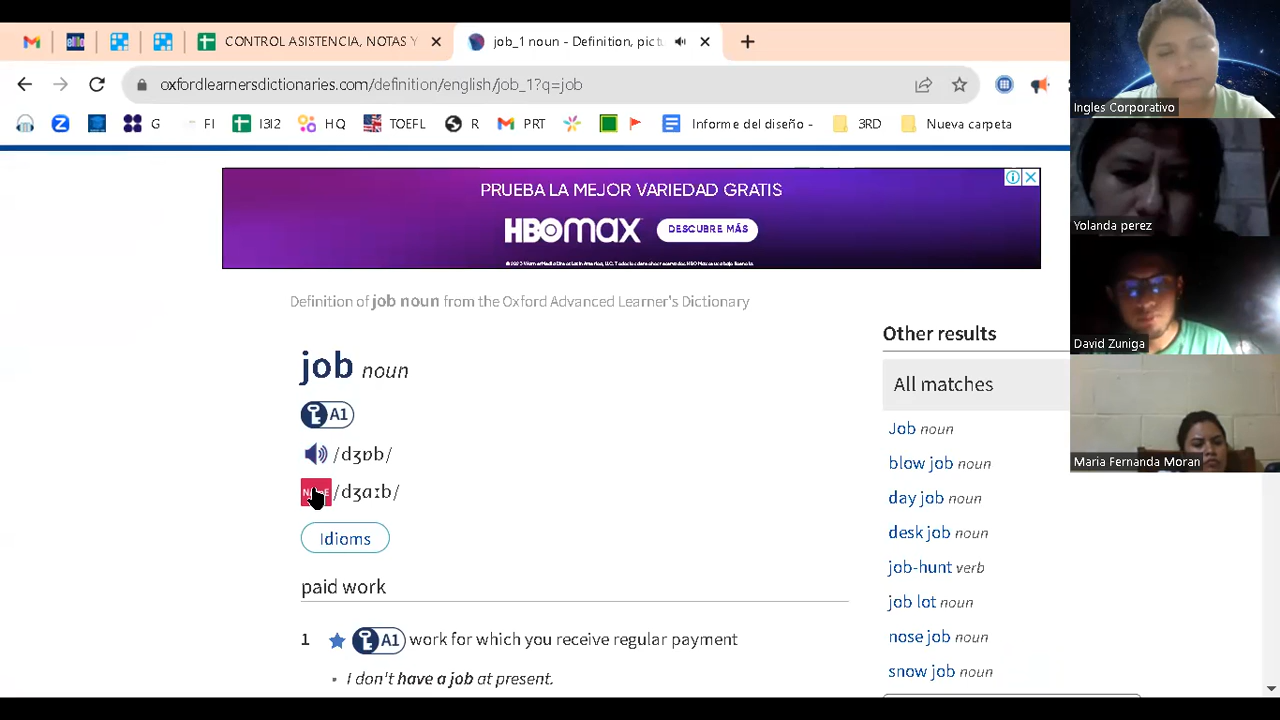 CONTROL ASISTENCIA, NOTAS Y
job_1 noun - Definition, pict
oxfordlearnersdictionaries.com/definition/english/job_1?q=job
G
FI
I3I2
HQ
TOEFL
R
PRT
Informe del diseño -
3RD
Nueva carpeta
PRUEBA LA MEJOR VARIEDAD GRATIS
HBOMAX
DESCUBRE MÁS
Definition of job noun from the Oxford Advanced Learner's Dictionary
job noun
A1
/dʒɒb/
/dʒɑːb/
Idioms
paid work
1 A1 work for which you receive regular payment
• I don't have a job at present.
Other results
All matches
Job noun
blow job noun
day job noun
desk job noun
job-hunt verb
job lot noun
nose job noun
snow job noun
Ingles Corporativo
Yolanda perez
David Zuniga
Maria Fernanda Moran